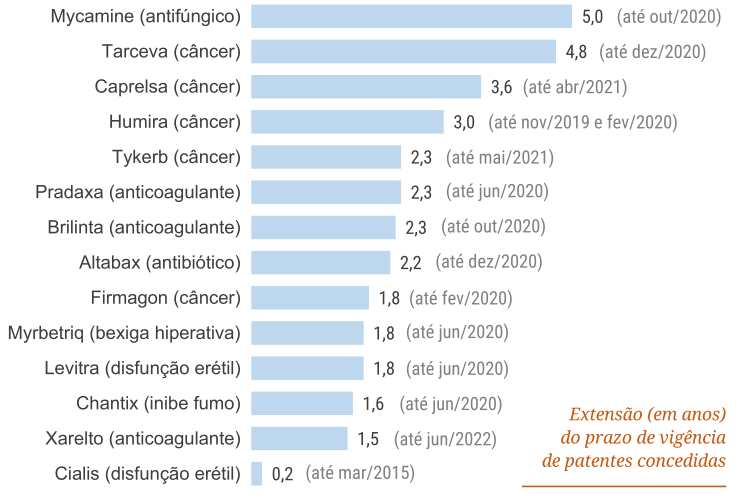 Mycamine (antifúngico) 5,0 (até out/2020)
Tarceva (câncer) 4,8 (até dez/2020)
Caprelsa (câncer) 3,6 (até abr/2021)
Humira (câncer) 3,0 (até nov/2019 e fev/2020)
Tykerb (câncer) 2,3 (até mai/2021)
Pradaxa (anticoagulante) 2,3 (até jun/2020)
Brilinta (anticoagulante) 2,3 (até out/2020)
Altabax (antibiótico) 2,2 (até dez/2020)
Firmagon (câncer) 1,8 (até fev/2020)
Myrbetriq (bexiga hiperativa) 1,8 (até jun/2020)
Levitra (disfunção erétil) 1,8 (até jun/2020)
Chantix (inibe fumo) 1,6 (até jun/2020)
Xarelto (anticoagulante) 1,5 (até jun/2022)
Cialis (disfunção erétil) 0,2 (até mar/2015)
Extensão (em anos)
do prazo de vigência
de patentes concedidas